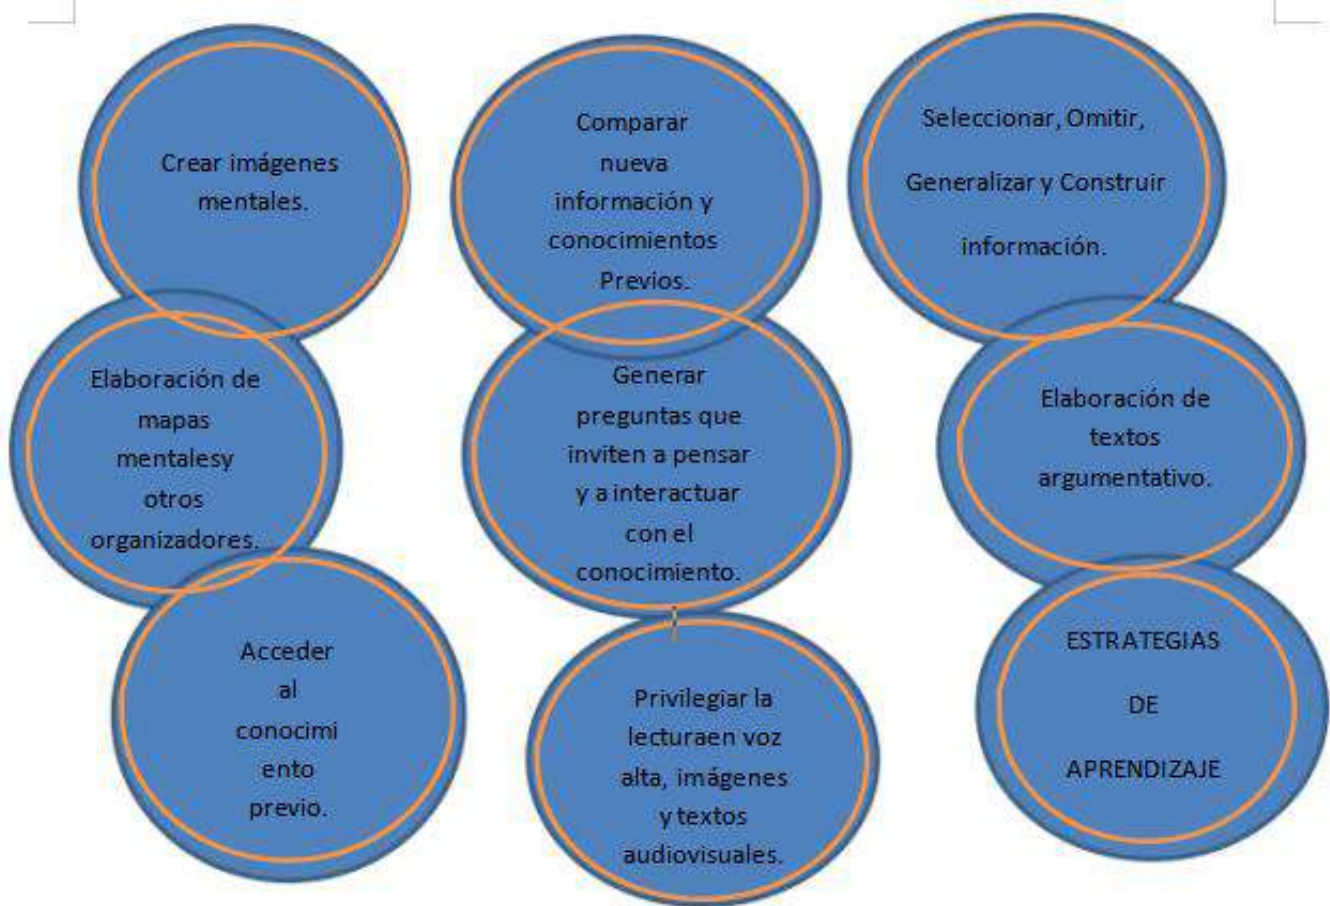 Crear imágenes
mentales.
Elaboración de
mapas
mentalesy
otros
organizadores.
Acceder
al
conocimi
ento
previo.
Comparar
nueva
información y
conocimientos
Previos.
Generar
preguntas que
inviten a pensar
y a interactuar
con el
conocimiento.
Privilegiar la
lecturaen voz
alta, imágenes
y textos
audiovisuales.
Seleccionar, Omitir,
Generalizar y Construir
información.
Elaboración de
textos
argumentativo.
ESTRATEGIAS
DE
APRENDIZAJE